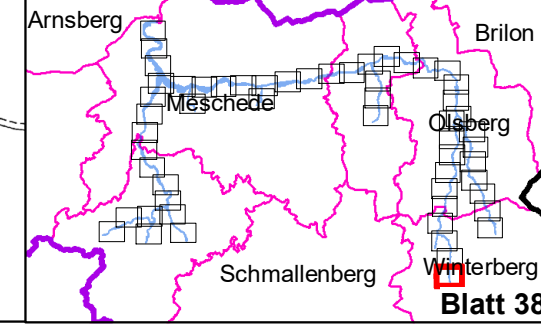 Arnsberg
Brilon
Meschede
Olsberg
Schmallenberg
Winterberg
Blatt 38